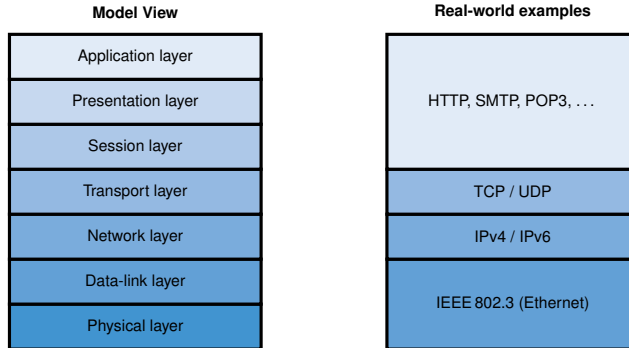 Model View
Application layer
Presentation layer
Session layer
Transport layer
Network layer
Data-link layer
Physical layer
Real-world examples
HTTP, SMTP, POP3, ...
TCP / UDP
IPv4 / IPv6
IEEE 802.3 (Ethernet)